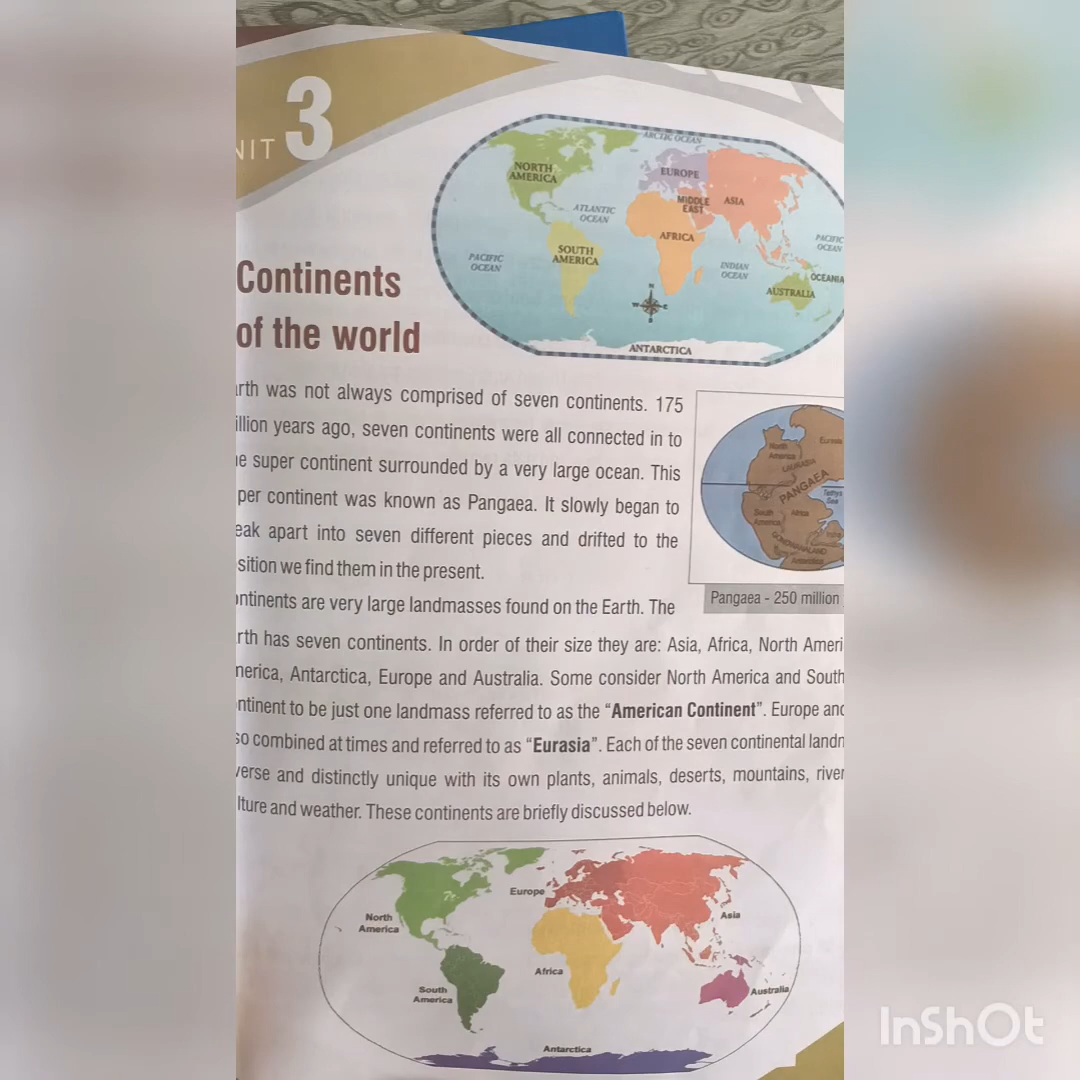 NIT 3
ARCTIC OCEAN
NORTH
AMERICA
EUROPE
MIDDLE
EAST
ASIA
ATLANTIC
OCEAN
AFRICA
PACIFIC
OCEAN
SOUTH
AMERICA
PACIFIC
OCEAN
INDIAN
OCEAN
OCEANIA
AUSTRALIA
N
W E
S
ANTARCTICA
Continents
of the world
rth was not always comprised of seven continents. 175
illion years ago, seven continents were all connected in to
e super continent surrounded by a very large ocean. This
per continent was known as Pangaea. It slowly began to
eak apart into seven different pieces and drifted to the
sition we find them in the present.
North
America
Eurasia
LAURASIA
PANGAEA
Tethys
Sea
South
America
Africa
India
GONDWANALAND
Antarctica
Pangaea - 250 million
ntinents are very large landmasses found on the Earth. The
rth has seven continents. In order of their size they are: Asia, Africa, North Ameri
nerica, Antarctica, Europe and Australia. Some consider North America and South
ntinent to be just one landmass referred to as the “American Continent”. Europe and
so combined at times and referred to as “Eurasia”. Each of the seven continental landn
verse and distinctly unique with its own plants, animals, deserts, mountains, river
lture and weather. These continents are briefly discussed below.
Europe
North
America
Asia
Africa
South
America
Australia
Antarctica
InShOt